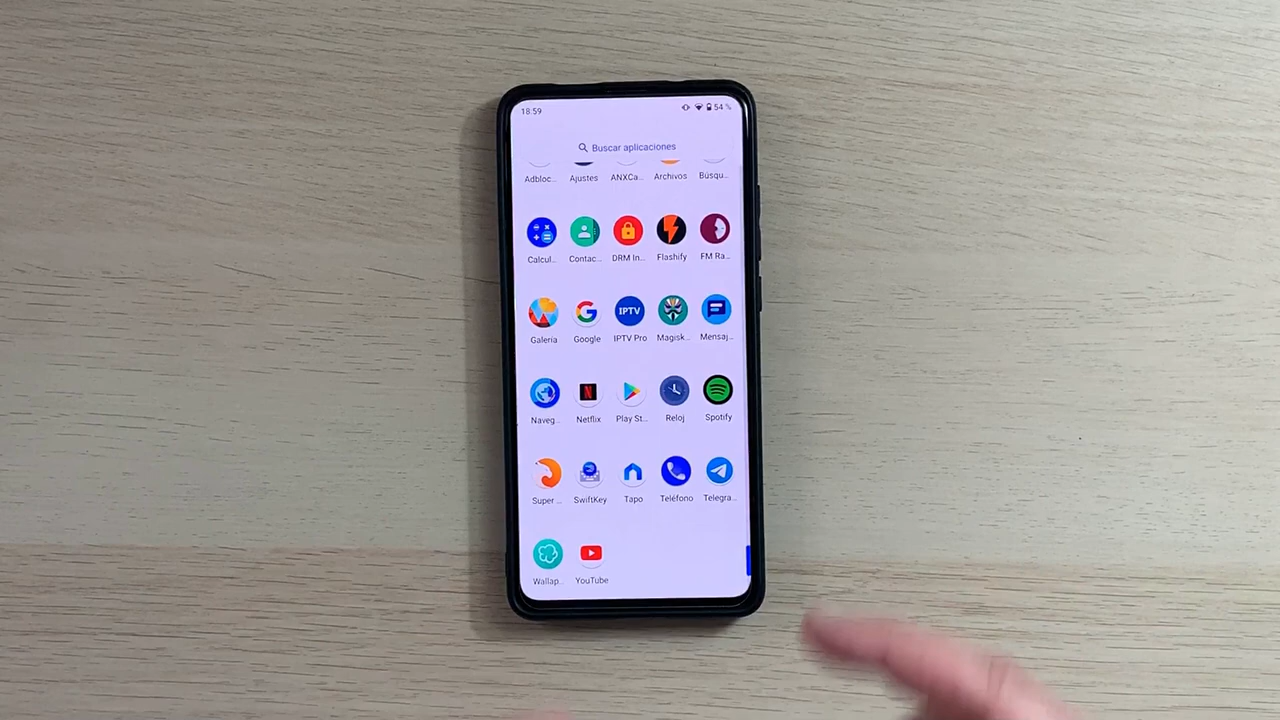 18:59 54 %
Buscar aplicaciones
Adbloc... Ajustes ANXCa... Archivos Búsqu...
Calcul.. Contac... DRM In... Flashify FM Ra...
IPTV
Galería Google IPTV Pro Magisk.. Mensaj..
N
Naveg.. Netflix Play St... Reloj Spotify
Super ... SwiftKey Tapo Teléfono Telegra...
Wallap.. YouTube